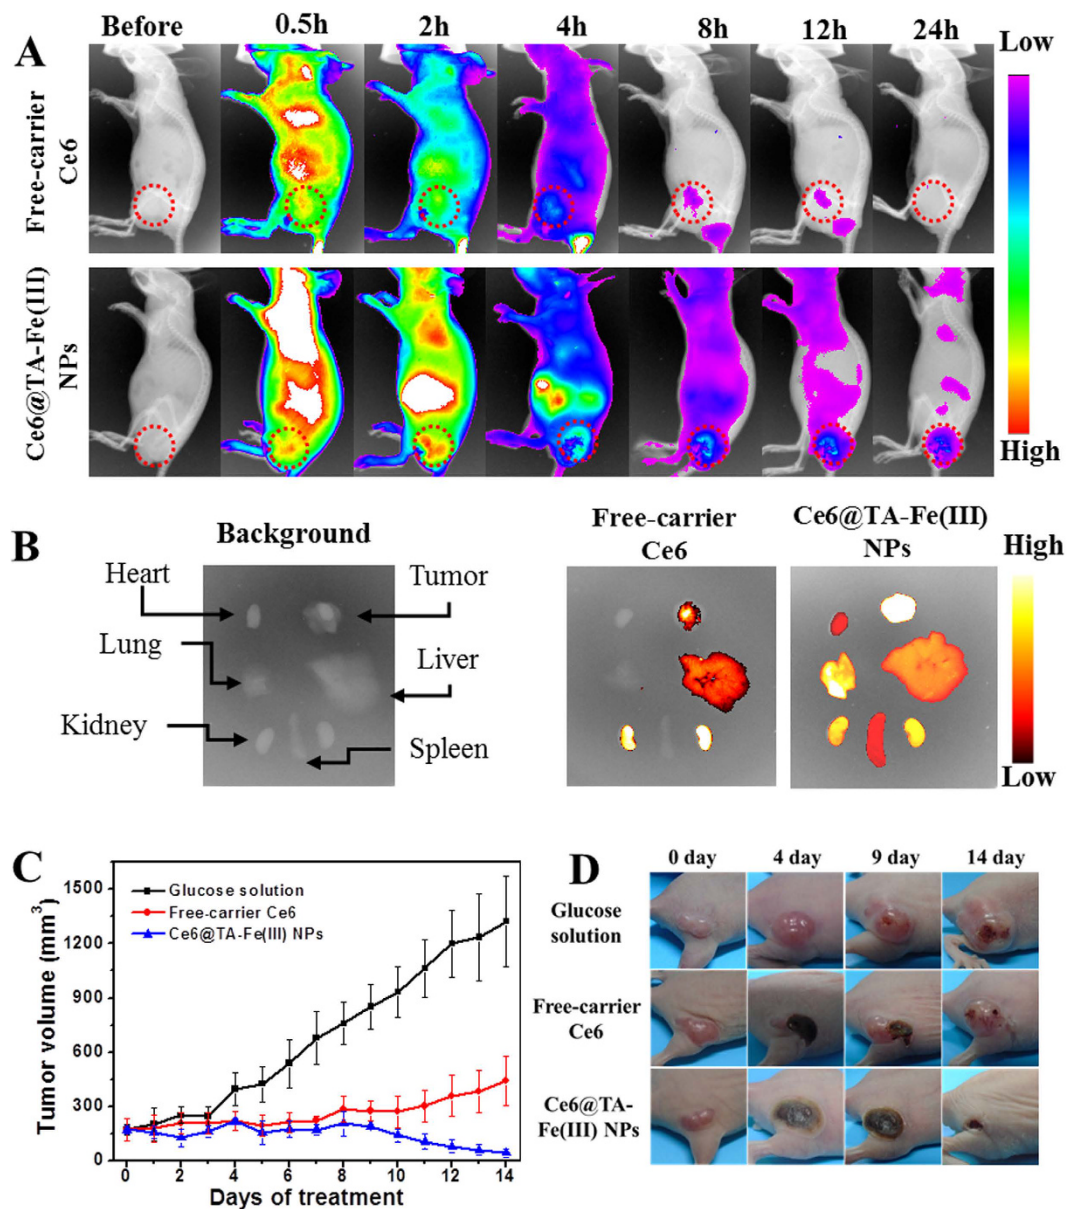 A
Before 0.5h 2h 4h 8h 12h 24h
Low
High
Free-carrier
Ce6
Ce6@TA-Fe(III)
NPs
B
Background
Heart
Lung
Kidney
Tumor
Liver
Spleen
Free-carrier
Ce6
Ce6@TA-Fe(III)
NPs
High
Low
C
Tumor volume (mm³)
1500
1200
900
600
300
0
Glucose solution
Free-carrier Ce6
Ce6@TA-Fe(III) NPs
0 2 4 6 8 10 12 14
Days of treatment
D
0 day 4 day 9 day 14 day
Glucose
solution
Free-carrier
Ce6
Ce6@TA-
Fe(III) NPs